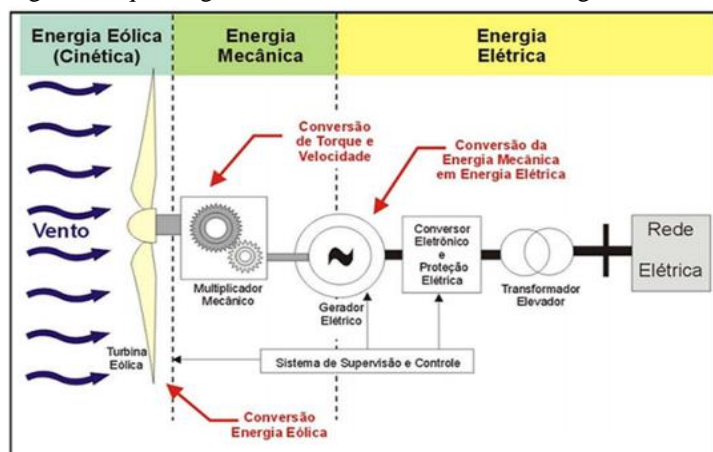 Energia Eólica
(Cinética)
Energia
Mecânica
Energia
Elétrica
Conversão
de Torque e
Velocidade
Conversão da
Energia Mecânica
em Energia Elétrica
Vento
Conversor
Eletrônico
e
Proteção
Elétrica
Rede
Elétrica
Multiplicador
Mecânico
Gerador
Elétrico
Transformador
Elevador
Turbina
Eólica
Sistema de Supervisão e Controle
Conversão
Energia Eólica